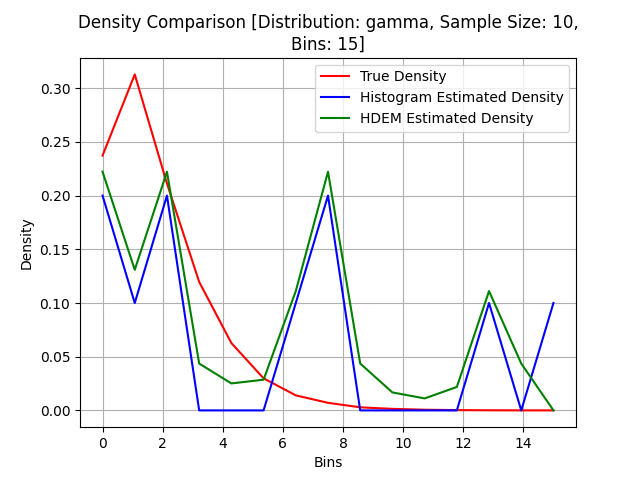 Density Comparison [Distribution: gamma, Sample Size: 10,
Bins: 15]
True Density
Histogram Estimated Density
HDEM Estimated Density
Density
0.30
0.25
0.20
0.15
0.10
0.05
0.00
0 2 4 6 8 10 12 14
Bins